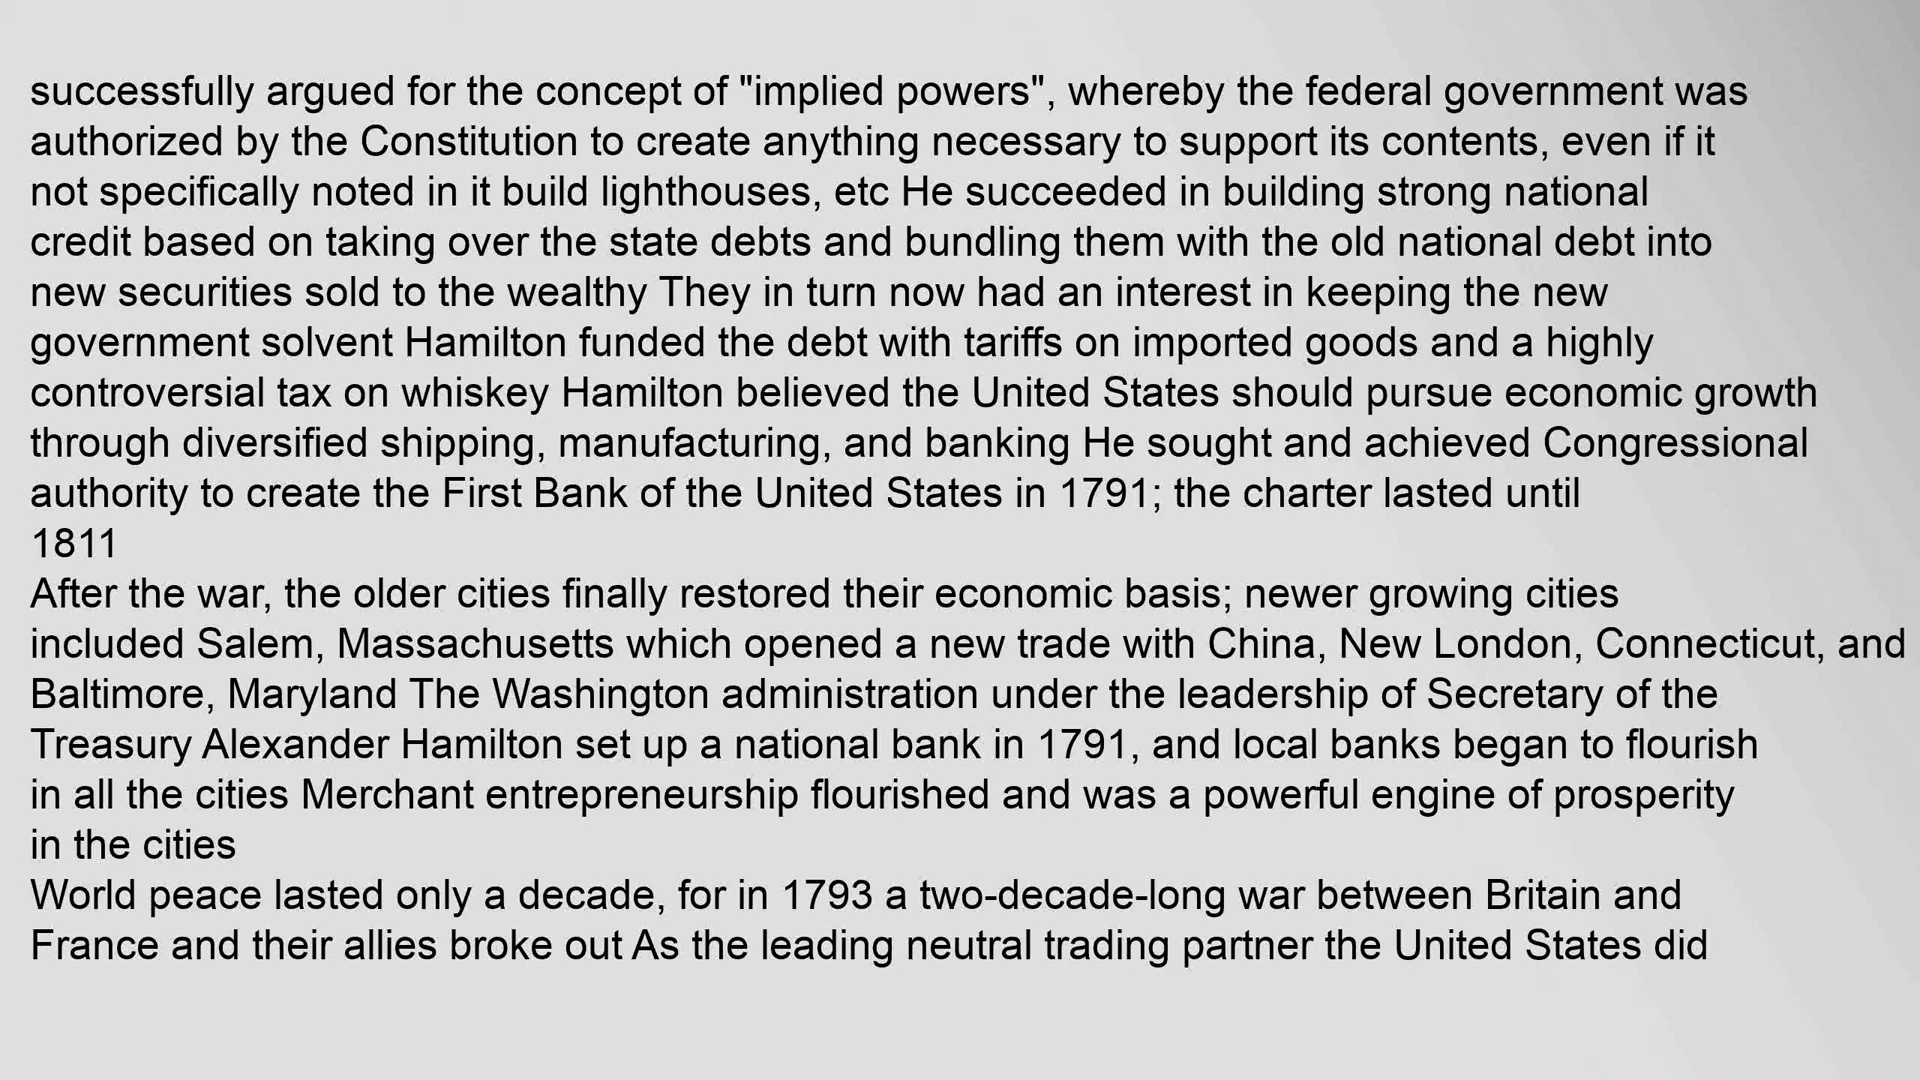 successfully argued for the concept of "implied powers", whereby the federal government was
authorized by the Constitution to create anything necessary to support its contents, even if it
not specifically noted in it build lighthouses, etc He succeeded in building strong national
credit based on taking over the state debts and bundling them with the old national debt into
new securities sold to the wealthy They in turn now had an interest in keeping the new
government solvent Hamilton funded the debt with tariffs on imported goods and a highly
controversial tax on whiskey Hamilton believed the United States should pursue economic growth
through diversified shipping, manufacturing, and banking He sought and achieved Congressional
authority to create the First Bank of the United States in 1791; the charter lasted until
1811
After the war, the older cities finally restored their economic basis; newer growing cities
included Salem, Massachusetts which opened a new trade with China, New London, Connecticut, and
Baltimore, Maryland The Washington administration under the leadership of Secretary of the
Treasury Alexander Hamilton set up a national bank in 1791, and local banks began to flourish
in all the cities Merchant entrepreneurship flourished and was a powerful engine of prosperity
in the cities
World peace lasted only a decade, for in 1793 a two-decade-long war between Britain and
France and their allies broke out As the leading neutral trading partner the United States did